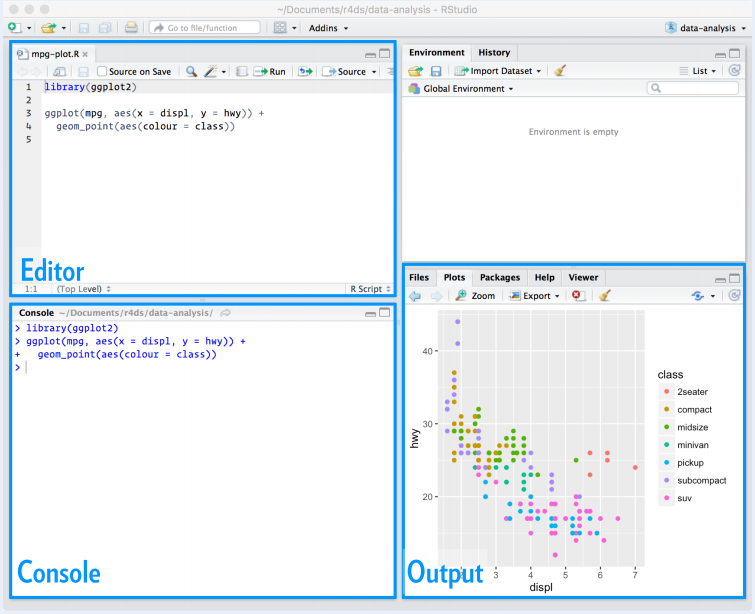 ~/Documents/r4ds/data-analysis - RStudio
Go to file/function
Addins
data-analysis
mpg-plot.R
Source on Save
Run
Source
1 library(ggplot2)
2
3 ggplot(mpg, aes(x = displ, y = hwy)) +
4 geom_point(aes(colour = class))
5
Editor
1:1 (Top Level)
R Script
Console ~/Documents/r4ds/data-analysis/
> library(ggplot2)
> ggplot(mpg, aes(x = displ, y = hwy)) +
+ geom_point(aes(colour = class))
>
Console
Environment History
Import Dataset
List
Global Environment
Environment is empty
Files Plots Packages Help Viewer
Zoom
Export
40
30
20
hwy
3 4 5 6 7
displ
class
2seater
compact
midsize
minivan
pickup
subcompact
suv
Output